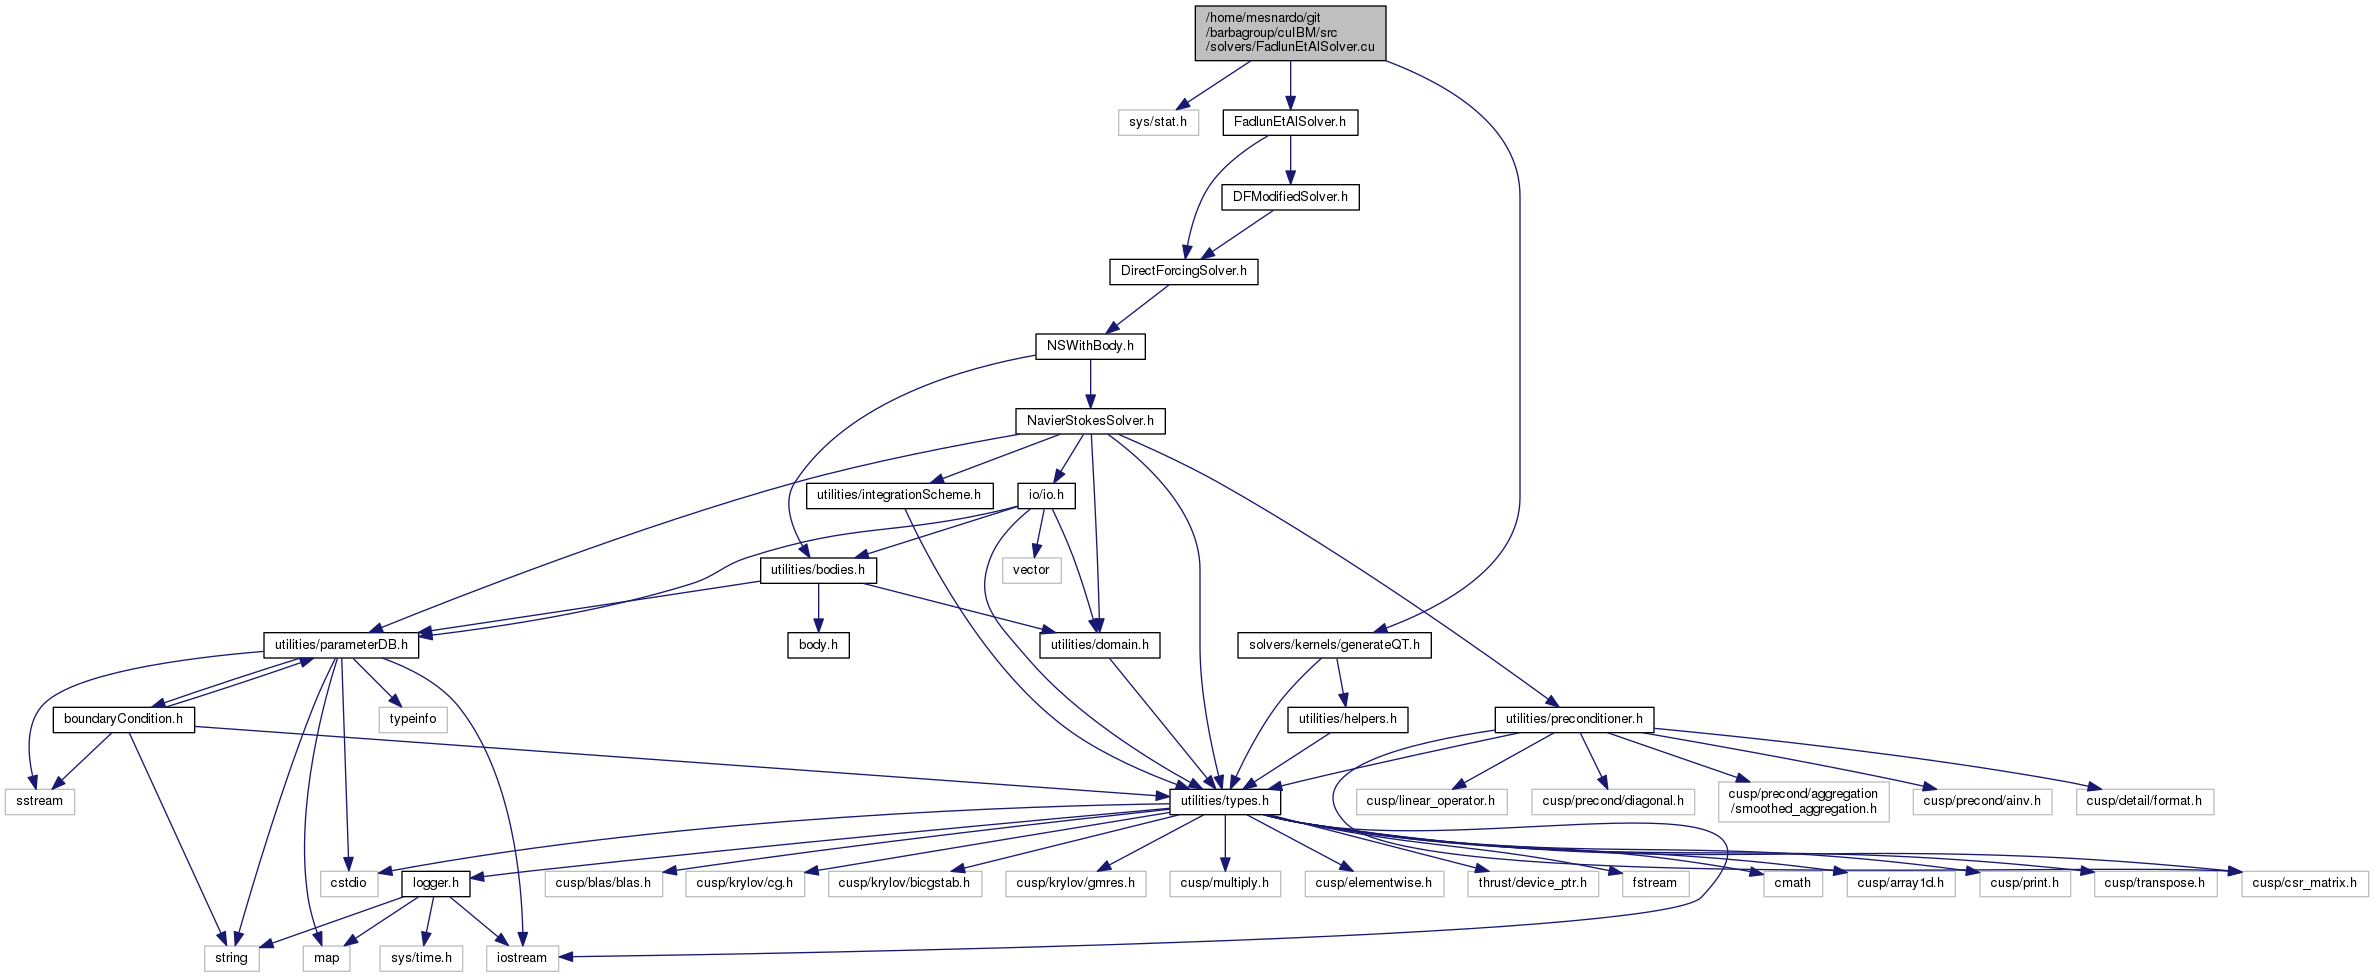 /home/mesnardo/git
/barbagroup/cuIBM/src
/solvers/FadlunEtAlSolver.cu
sys/stat.h
FadlunEtAlSolver.h
DFModifiedSolver.h
DirectForcingSolver.h
NSWithBody.h
NavierStokesSolver.h
utilities/integrationScheme.h
io/io.h
utilities/bodies.h
vector
utilities/parameterDB.h
body.h
utilities/domain.h
solvers/kernels/generateQT.h
boundaryCondition.h
typeinfo
utilities/helpers.h
utilities/preconditioner.h
sstream
utilities/types.h
cusp/linear_operator.h
cusp/precond/diagonal.h
cusp/precond/aggregation
/smoothed_aggregation.h
cusp/precond/ainv.h
cusp/detail/format.h
cstdio
logger.h
cusp/blas/blas.h
cusp/krylov/cg.h
cusp/krylov/bicgstab.h
cusp/krylov/gmres.h
cusp/multiply.h
cusp/elementwise.h
thrust/device_ptr.h
fstream
cmath
cusp/array1d.h
cusp/print.h
cusp/transpose.h
cusp/csr_matrix.h
string
map
sys/time.h
iostream